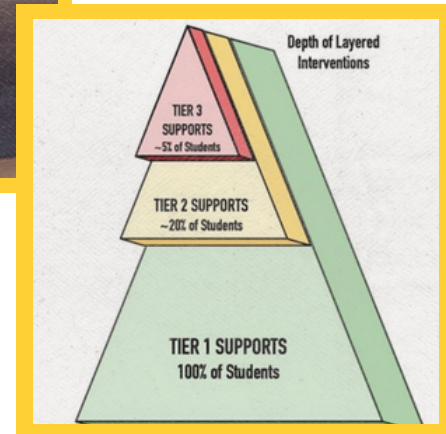 Depth of Layered
Interventions
TIER 3
SUPPORTS
~5% of Students
TIER 2 SUPPORTS
~20% of Students
TIER 1 SUPPORTS
100% of Students